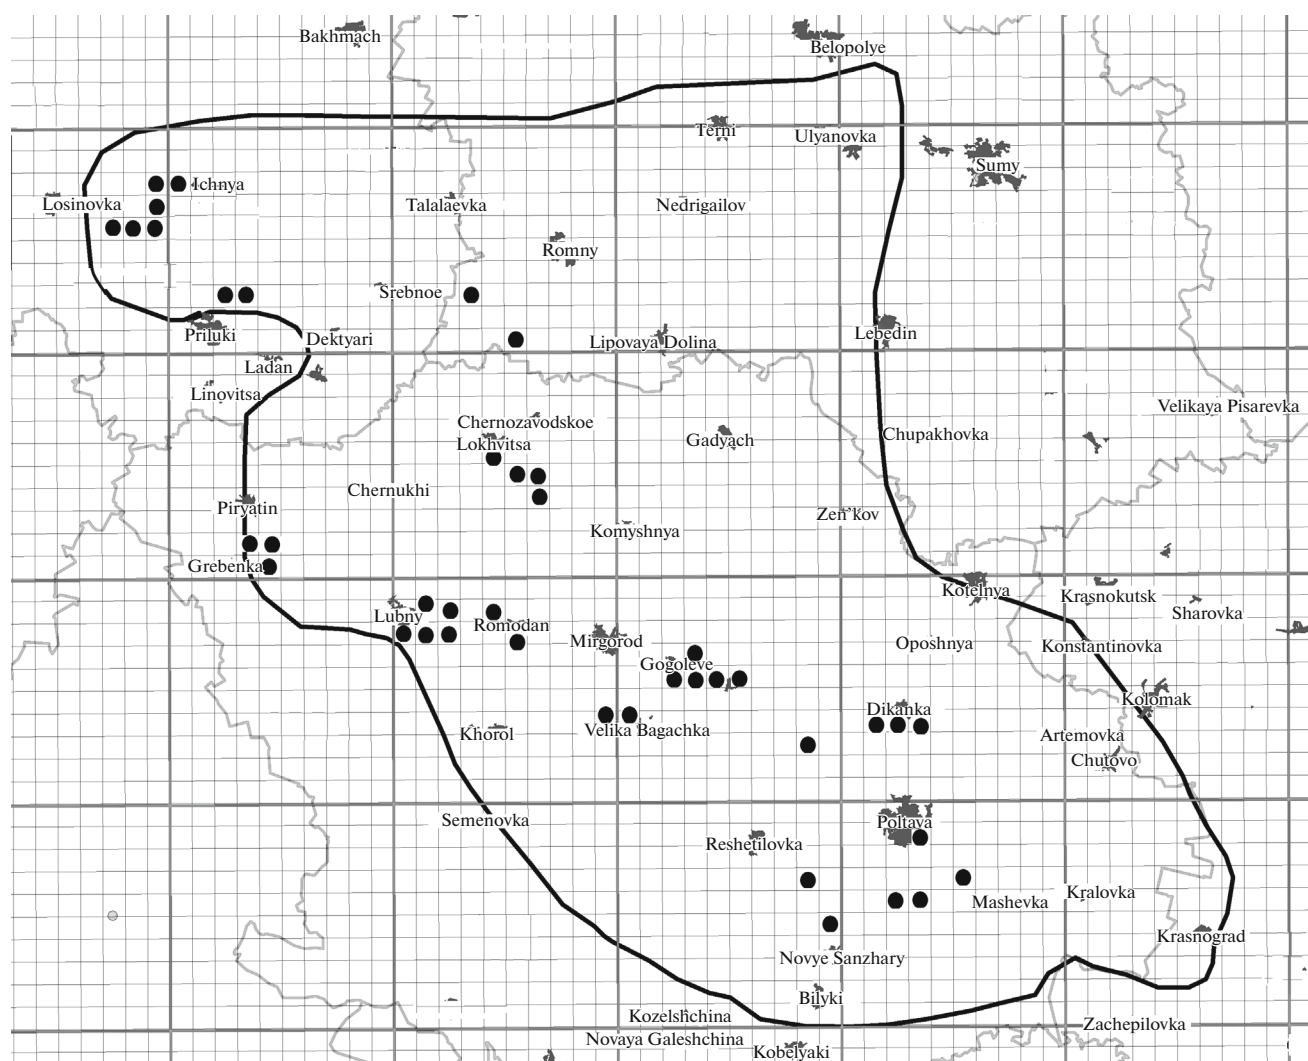 Bakhmach
Belopolye
Terni
Ulyanovka
Sumy
Ichnya
Losinovka
Talalaevka
Nedrigailov
Romny
Srebnoe
Priluki
Dektyari
Lipovaya Dolina
Lebedin
Ladan
Linovitsa
Velikaya Pisarevka
Chernozavodskoe
Lokhvitsa
Gadyach
Chupakhovka
Chernukhi
Piryatin
Komyshnya
Zen'kov
Grebenka
Kotelnya
Krasnokutsk
Sharovka
Lubny
Romodan
Mirgorod
Oposhnya
Konstantinovka
Gogoleve
Kolomak
Dikanka
Khorol
Velika Bagachka
Artemovka
Chutovo
Semenovka
Poltava
Reshetilovka
Mashevka
Kralovka
Krasnograd
Novye Sanzhary
Bilyki
Kozelshchina
Zachepilovka
Novaya Galeshchina
Kobelyaki